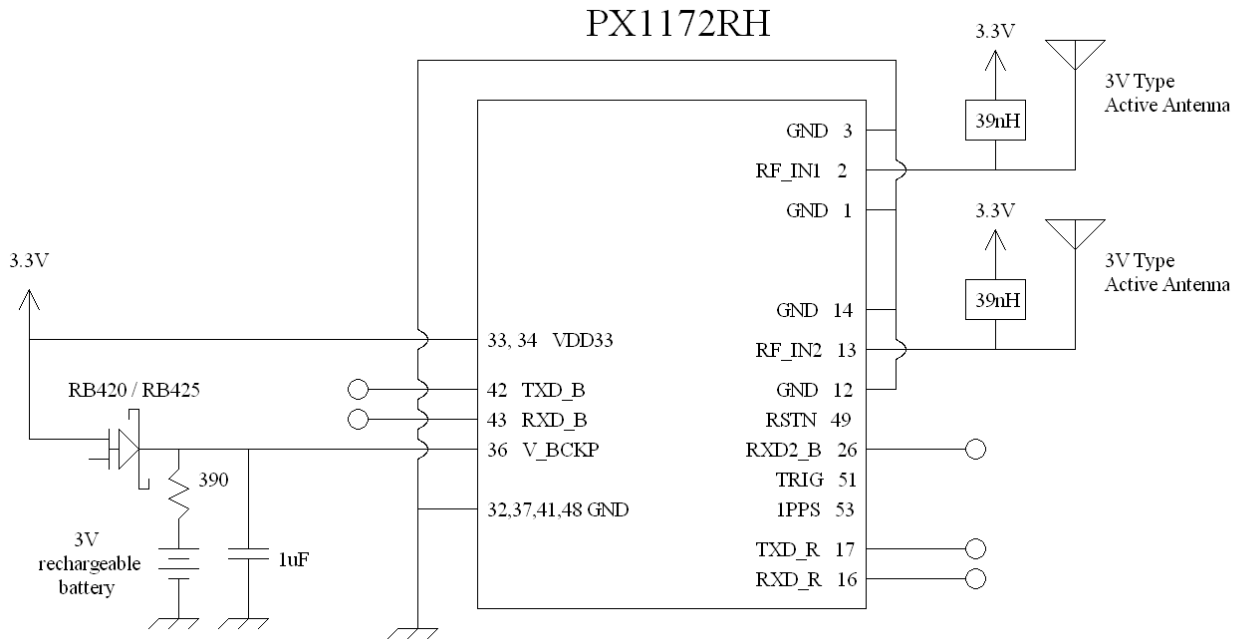 PX1172RH
3.3V
39nH
3V Type
Active Antenna
GND 3
RF_IN1 2
GND 1
3.3V
39nH
3V Type
Active Antenna
GND 14
RF_IN2 13
GND 12
RSTN 49
RXD2_B 26
TRIG 51
1PPS 53
TXD_R 17
RXD_R 16
3.3V
33, 34 VDD33
42 TXD_B
43 RXD_B
36 V_BCKP
32,37,41,48 GND
RB420 / RB425
390
3V
rechargeable
battery
1uF